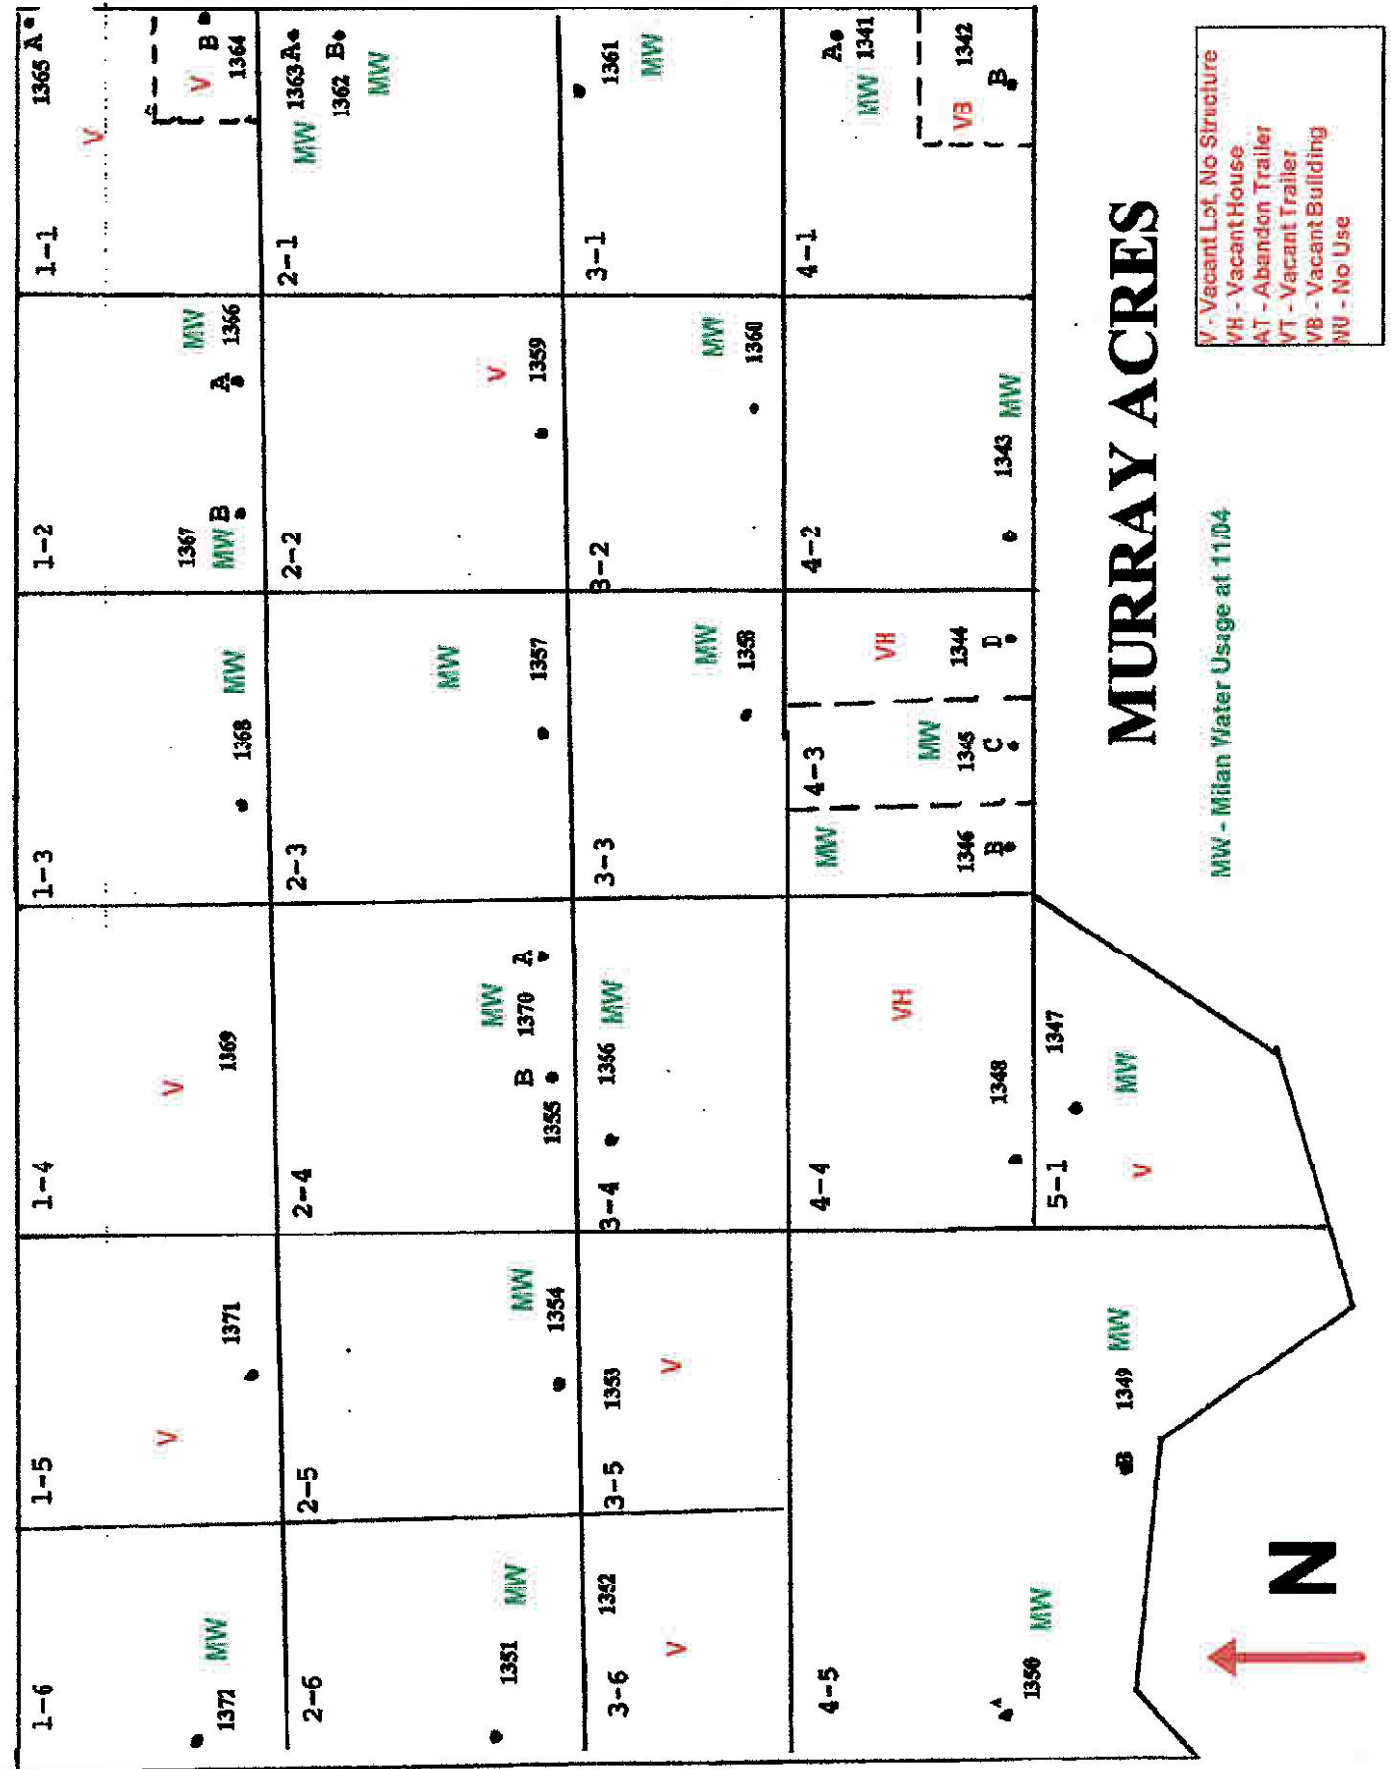 1-6
MW
1372
1-5
V
1371
1-4
V
1369
1-3
MW
1368
1-2
1367
MW
B
A
MW
1366
1-1
1365 A
V
V
B
1364
2-6
MW
1351
2-5
MW
1354
2-4
MW
B
1370
A
1355
2-3
MW
1357
2-2
V
1359
2-1
MW
1363 A
1362 B
MW
3-6
1352
V
3-5
1353
V
3-4
1356
MW
3-3
MW
1358
3-2
MW
1360
3-1
1361
MW
4-5
A
1350
MW
B
1349
MW
4-4
VH
1348
4-3
MW
1346
B
MW
1345
C
VH
1344
D
4-2
1343
MW
4-1
A
1341
MW
VB
1342
B
5-1
1347
V
MW
MURRAY ACRES
MW - Milan Water Usage at 11/04
V - Vacant Lot, No Structure
VH - Vacant House
AT - Abandon Trailer
VT - Vacant Trailer
VB - Vacant Building
NU - No Use
N